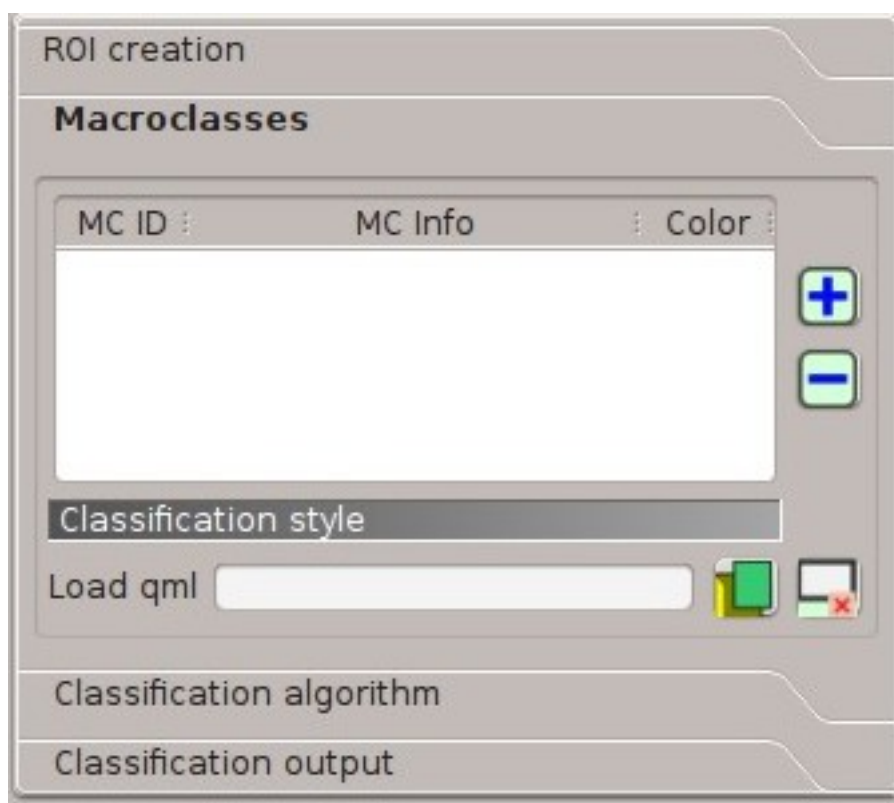 ROI creation
Macroclasses
MC ID MC Info Color
Classification style
Load qml
Classification algorithm
Classification output